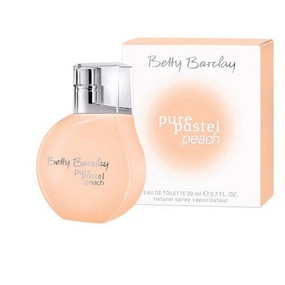 Betty Barclay
pure
pastel
peach
EAU DE TOILETTE 20 ml ℮ 0.7 FL. OZ.
natural spray vaporisateur
Betty Barclay
pure
pastel
peach